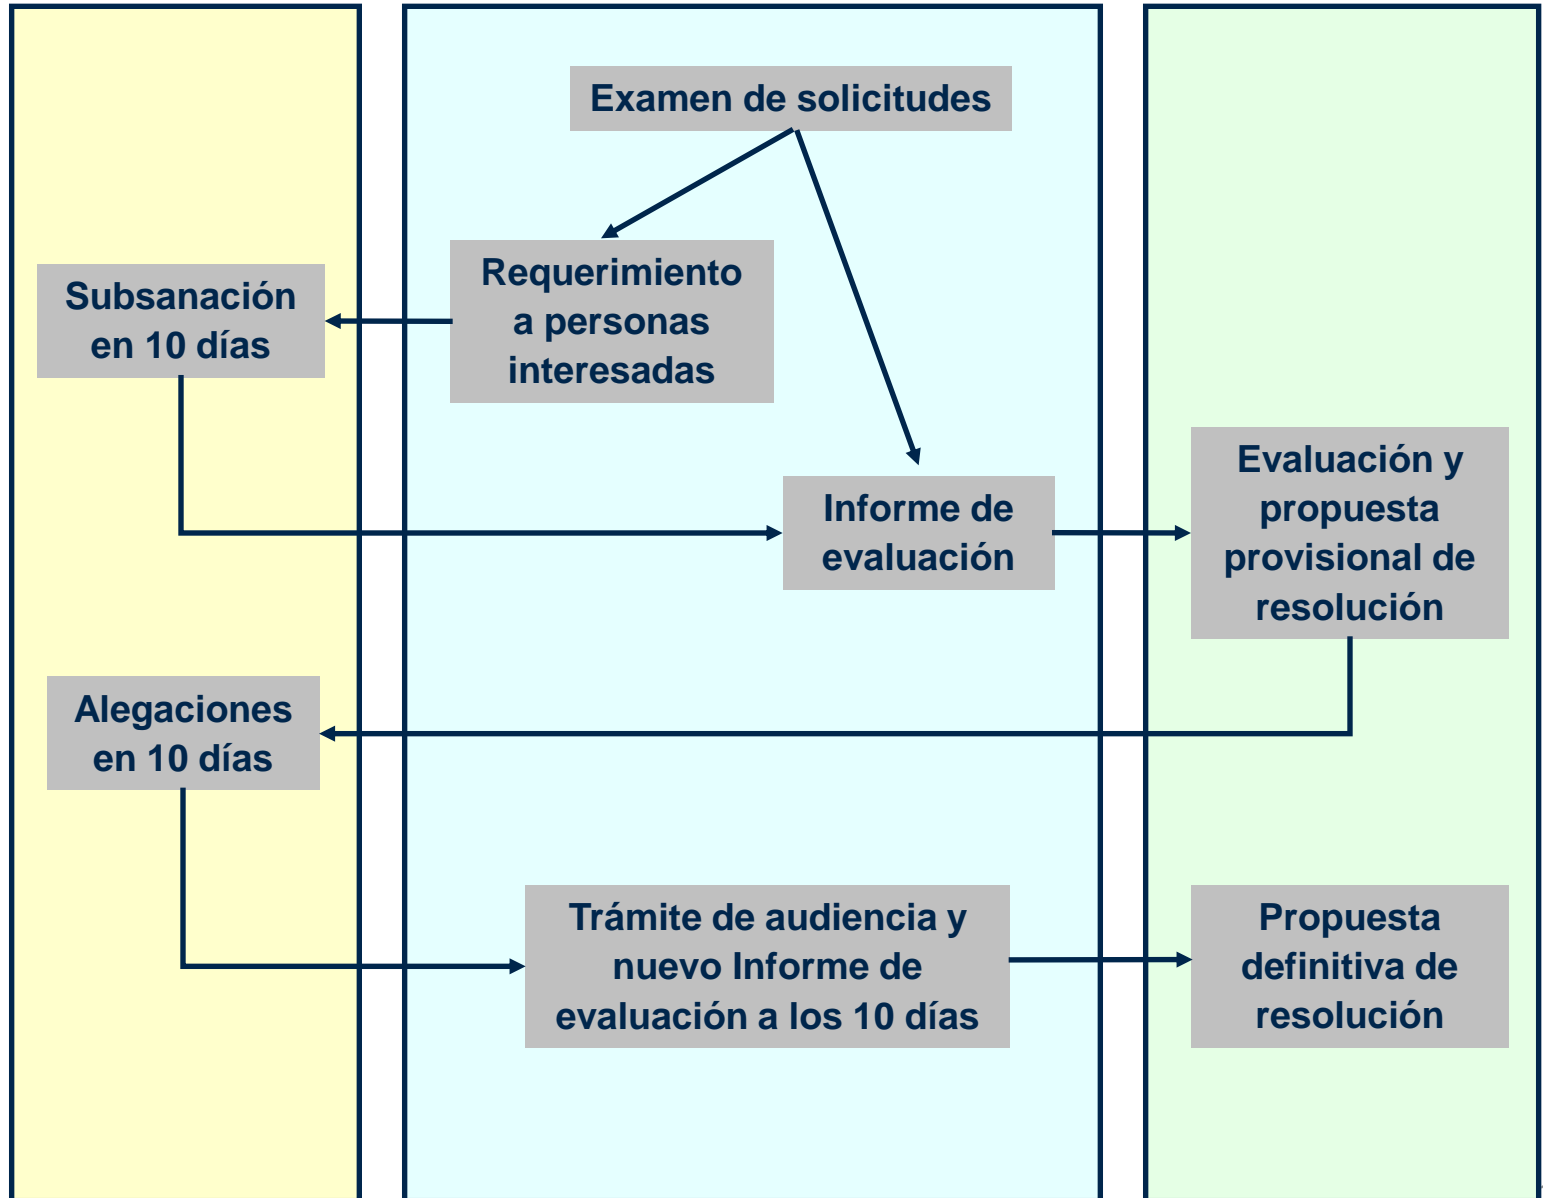 Examen de solicitudes
Requerimiento
a personas
interesadas
Subsanación
en 10 días
Informe de
evaluación
Evaluación y
propuesta
provisional de
resolución
Alegaciones
en 10 días
Trámite de audiencia y
nuevo Informe de
evaluación a los 10 días
Propuesta
definitiva de
resolución